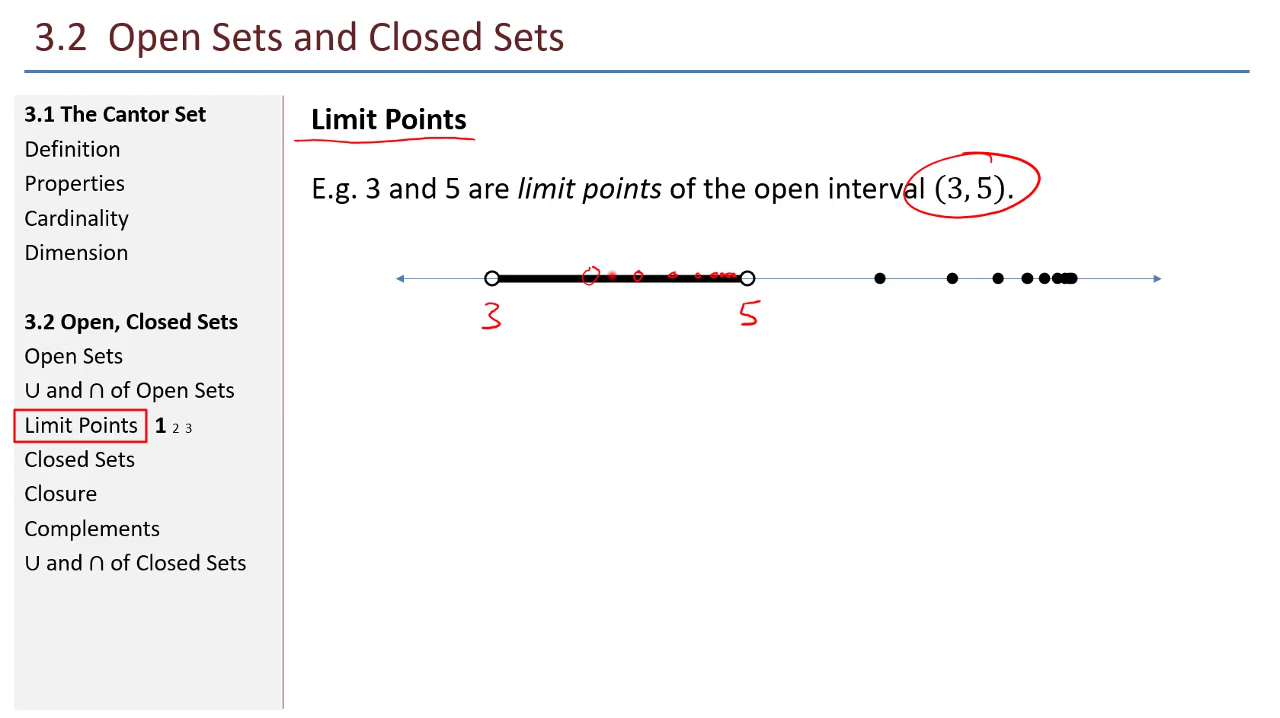 3.2 Open Sets and Closed Sets
3.1 The Cantor Set
Definition
Properties
Cardinality
Dimension
3.2 Open, Closed Sets
Open Sets
∪ and ∩ of Open Sets
Limit Points 1 2 3
Closed Sets
Closure
Complements
∪ and ∩ of Closed Sets
Limit Points
E.g. 3 and 5 are limit points of the open interval (3, 5).
3 5